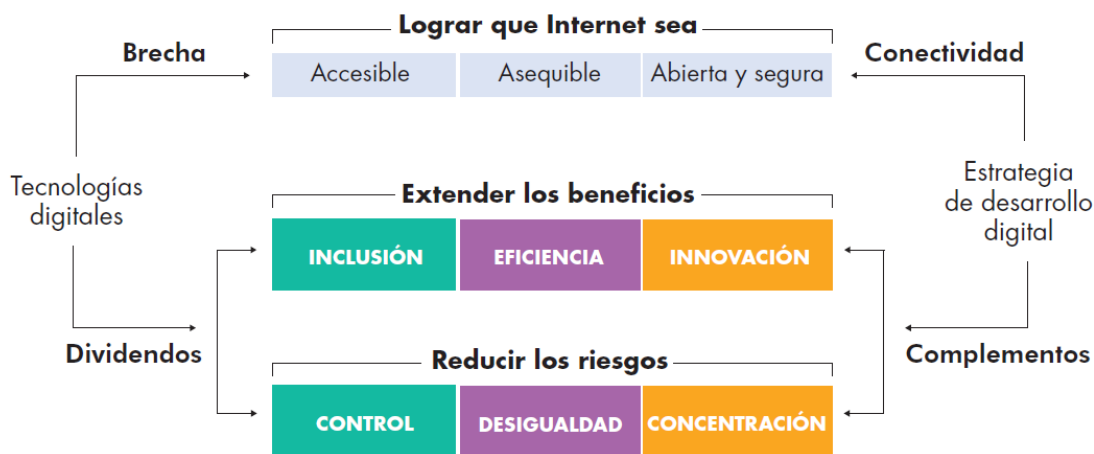 Lograr que Internet sea
Brecha
Conectividad
Accesible
Asequible
Abierta y segura
Tecnologías
digitales
Estrategia
de desarrollo
digital
Extender los beneficios
INCLUSIÓN
EFICIENCIA
INNOVACIÓN
Dividendos
Complementos
Reducir los riesgos
CONTROL
DESIGUALDAD
CONCENTRACIÓN